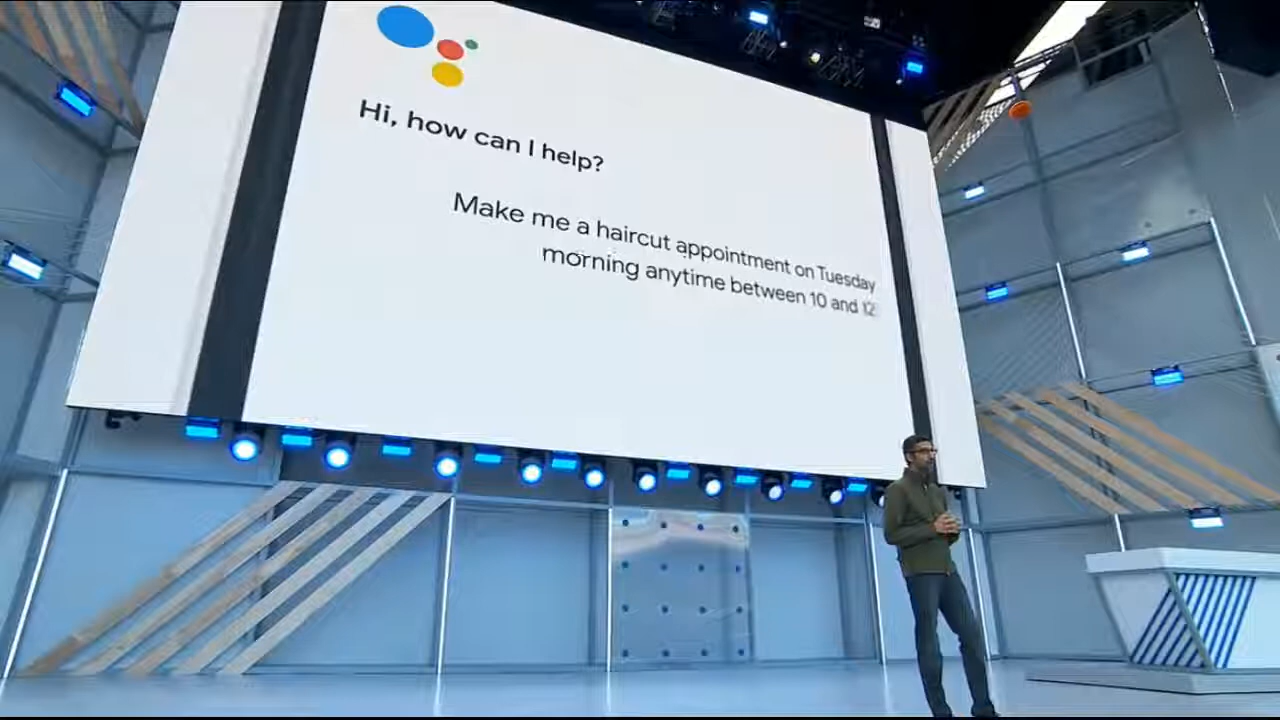 Hi, how can I help?
Make me a haircut appointment on Tuesday
morning anytime between 10 and 12